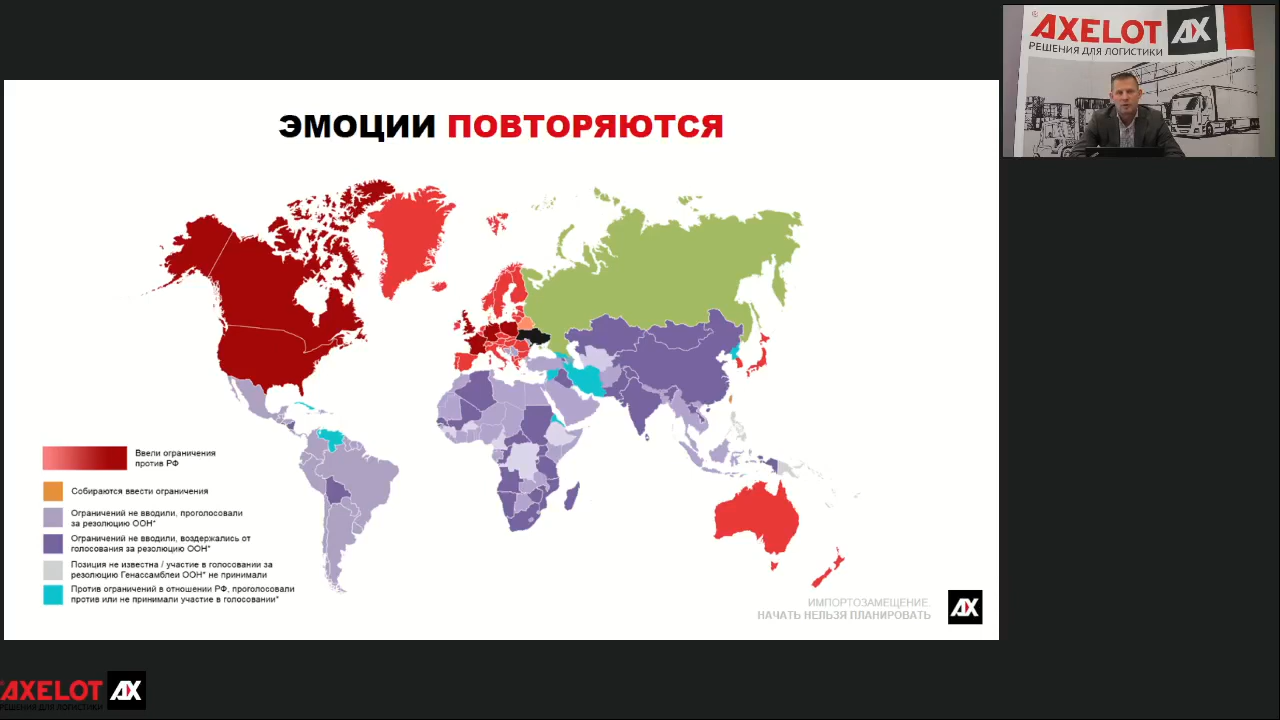 ЭМОЦИИ ПОВТОРЯЮТСЯ
AXELOT AX
РЕШЕНИЯ ДЛЯ ЛОГИСТИКИ
Ввели ограничения
против РФ
Собираются ввести ограничения
Ограничений не вводили, проголосовали
за резолюцию ООН*
Ограничений не вводили, воздержались от
голосования за резолюцию ООН*
Позиция не известна / участие в голосовании за
резолюцию Генассамблеи ООН* не принимали
Против ограничений в отношении РФ, проголосовали
против или не принимали участие в голосовании*
ИМПОРТОЗАМЕЩЕНИЕ.
НАЧАТЬ НЕЛЬЗЯ ПЛАНИРОВАТЬ
AX
AXELOT AX
РЕШЕНИЯ ДЛЯ ЛОГИСТИКИ